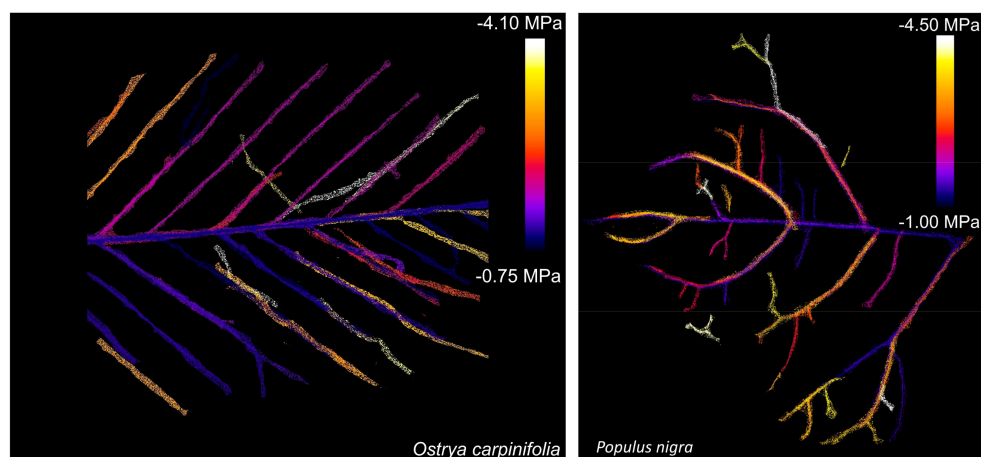 -4.10 MPa
-0.75 MPa
Ostrya carpinifolia
-4.50 MPa
-1.00 MPa
Populus nigra